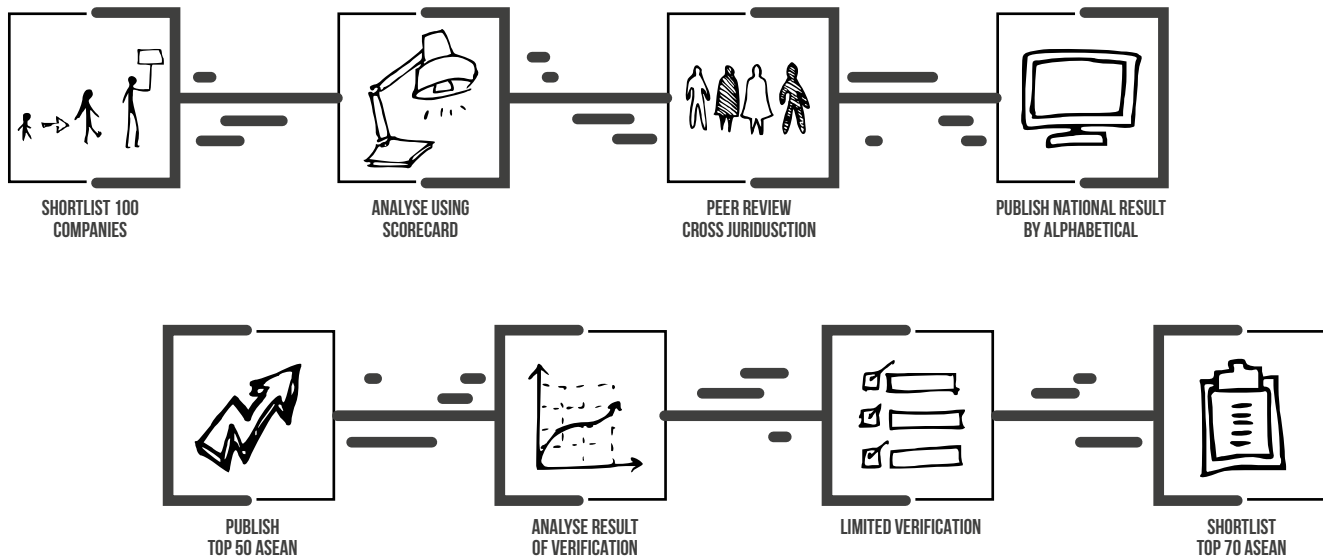 SHORTLIST 100
COMPANIES
ANALYSE USING
SCORECARD
PEER REVIEW
CROSS JURIDUSCTION
PUBLISH NATIONAL RESULT
BY ALPHABETICAL
PUBLISH
TOP 50 ASEAN
ANALYSE RESULT
OF VERIFICATION
LIMITED VERIFICATION
SHORTLIST
TOP 70 ASEAN